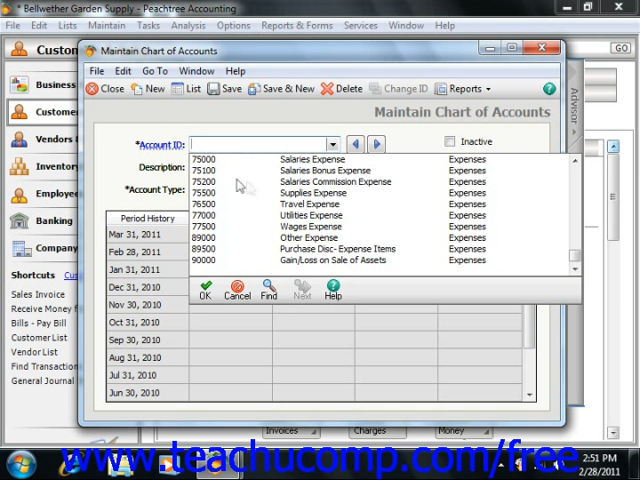 * Bellwether Garden Supply - Peachtree Accounting
File Edit Lists Maintain Tasks Analysis Options Reports & Forms Services Window Help
Custom
GO
Business
Custome
Vendors &
Inventory
Employee
Banking
Company
Shortcuts Cus
Sales Invoice
Receive Money f
Bills - Pay Bill
Customer List
Vendor List
Find Transaction
General Journal
Advisor
Maintain Chart of Accounts
File Edit Go To Window Help
Close New List Save Save & New Delete Change ID Reports
Maintain Chart of Accounts
*Account ID: Inactive
Description:
*Account Type:
75000 Salaries Expense Expenses
75100 Salaries Bonus Expense Expenses
75200 Salaries Commission Expense Expenses
75500 Supplies Expense Expenses
76500 Travel Expense Expenses
77000 Utilities Expense Expenses
77500 Wages Expense Expenses
89000 Other Expense Expenses
89500 Purchase Disc- Expense Items Expenses
90000 Gain/Loss on Sale of Assets Expenses
OK Cancel Find Next Help
Period History
Mar 31, 2011
Feb 28, 2011
Jan 31, 2011
Dec 31, 2010
Nov 30, 2010
Oct 31, 2010
Sep 30, 2010
Aug 31, 2010
Jul 31, 2010
Jun 30, 2010
Invoices Charges Money
www.teachucomp.com/free
2:51 PM
2/28/2011